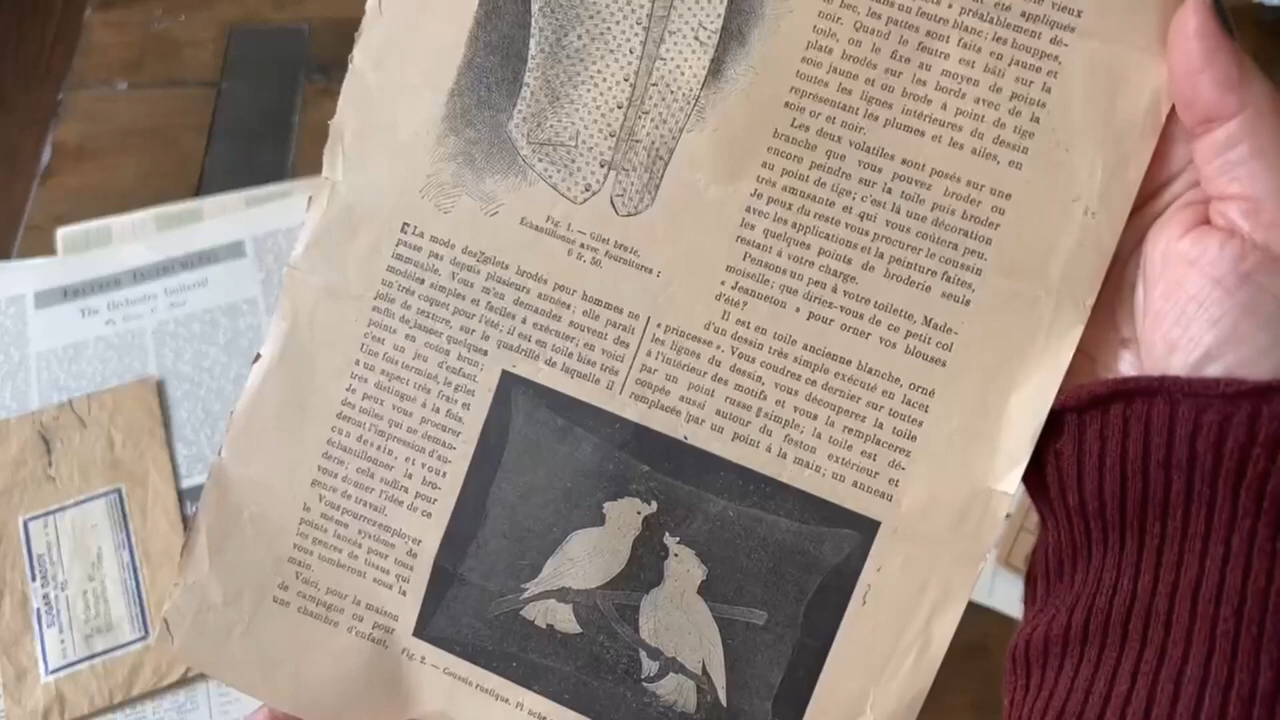 Fig. 1. — Gilet brodé.
Échantillonné avec fournitures :
6 fr. 50.
La mode des gilets brodés pour hommes ne
passe pas depuis plusieurs années; elle paraît
immuable. Vous m'en demandez souvent des
modèles simples et faciles à exécuter; en voici
un très coquet pour l'été; il est en toile bise très
jolie de texture, sur le quadrillé de laquelle il
suffit de lancer quelques
points en coton brun;
c'est un jeu d'enfant
Une fois terminé, le gilet
a un aspect très frais et
très distingué à la fois.
Je peux vous procurer
des toiles qui ne deman-
deront l'impression d'au-
cun dessin, et vous
échantillonner la bro-
derie; cela suffira pour
vous donner l'idée de ce
genre de travail.
Vous pourrez employer
le même système de
points lancés pour tous
les genres de tissus qui
vous tomberont sous la
main.
Voici, pour la maison
de campagne ou pour
une chambre d'enfant,
Fig. 2. — Coussin rustique.
vieux
été appliqués
préalablement dé-
dans un feutre blanc; les houppes,
le bec, les pattes sont faits en jaune et
noir. Quand le feutre est bâti sur la
toile, on le fixe au moyen de points
plats brodés sur les bords avec de la
soie jaune et on brode à point de tige
toutes les lignes intérieures du dessin
représentant les plumes et les ailes, en
soie or et noir.
Les deux volatiles sont posés sur une
branche que vous pouvez broder ou
encore peindre sur la toile puis broder
au point de tige; c'est là une décoration
très amusante et qui vous coûtera peu.
Je peux du reste vous procurer le coussin
avec les applications et la peinture faites,
les quelques points de broderie seuls
restant à votre charge.
Pensons un peu à votre toilette, Made-
moiselle; que diriez-vous de ce petit col
« Jeanneton » pour orner vos blouses
d'été?
Il est en toile ancienne blanche, orné
d'un dessin très simple exécuté en lacet
« princesse ». Vous coudrez ce dernier sur toutes
les lignes du dessin, vous découperez la toile
à l'intérieur des motifs et vous la remplacerez
par un point russe simple; la toile est dé-
coupée aussi autour du feston extérieur et
remplacée par un point à la main; un anneau
The Orchestra Guitarist
SUGAR DADDY